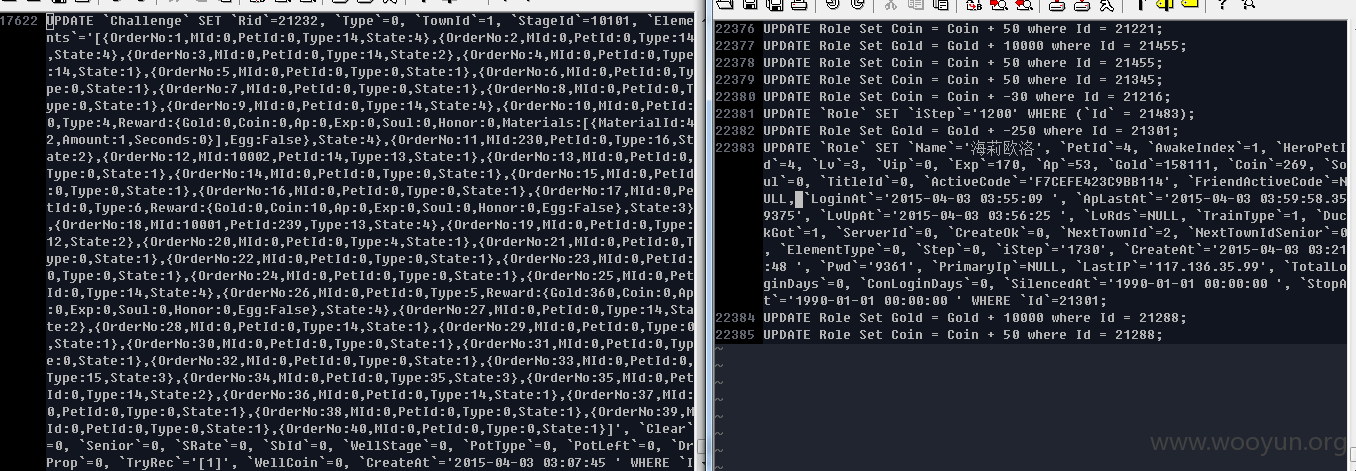 17622 UPDATE `Challenge` SET `Rid`=21232, `Type`=0, `TownId`=1, `StageId`=10101, `Eleme
nts`='[{OrderNo:1,MId:0,PetId:0,Type:14,State:4},{OrderNo:2,MId:0,PetId:0,Type:14
,State:4},{OrderNo:3,MId:0,PetId:0,Type:14,State:2},{OrderNo:4,MId:0,PetId:0,Type
:14,State:1},{OrderNo:5,MId:0,PetId:0,Type:0,State:1},{OrderNo:6,MId:0,PetId:0,Ty
pe:0,State:1},{OrderNo:7,MId:0,PetId:0,Type:0,State:1},{OrderNo:8,MId:0,PetId:0,T
ype:0,State:1},{OrderNo:9,MId:0,PetId:0,Type:14,State:4},{OrderNo:10,MId:0,PetId:
0,Type:4,Reward:{Gold:0,Coin:0,Ap:0,Exp:0,Soul:0,Honor:0,Materials:[{MaterialId:4
2,Amount:1,Seconds:0}],Egg:False},State:4},{OrderNo:11,MId:230,PetId:0,Type:16,St
ate:2},{OrderNo:12,MId:10002,PetId:14,Type:13,State:1},{OrderNo:13,MId:0,PetId:0,
Type:0,State:1},{OrderNo:14,MId:0,PetId:0,Type:0,State:1},{OrderNo:15,MId:0,PetId
:0,Type:14,State:1},{OrderNo:16,MId:0,PetId:0,Type:0,State:1},{OrderNo:17,MId:0,P
etId:0,Type:6,Reward:{Gold:0,Coin:10,Ap:0,Exp:0,Soul:0,Honor:0,Egg:False},State:3}
,{OrderNo:18,MId:10001,PetId:239,Type:13,State:4},{OrderNo:19,MId:0,PetId:0,Type:
12,State:2},{OrderNo:20,MId:0,PetId:0,Type:4,State:1},{OrderNo:21,MId:0,PetId:0,T
ype:0,State:1},{OrderNo:22,MId:0,PetId:0,Type:0,State:1},{OrderNo:23,MId:0,PetId:
0,Type:0,State:1},{OrderNo:24,MId:0,PetId:0,Type:0,State:1},{OrderNo:25,MId:0,Pet
Id:0,Type:14,State:4},{OrderNo:26,MId:0,PetId:0,Type:5,Reward:{Gold:360,Coin:0,Ap
:0,Exp:0,Soul:0,Honor:0,Egg:False},State:4},{OrderNo:27,MId:0,PetId:0,Type:14,Sta
te:2},{OrderNo:28,MId:0,PetId:0,Type:14,State:1},{OrderNo:29,MId:0,PetId:0,Type:0
,State:1},{OrderNo:30,MId:0,PetId:0,Type:0,State:1},{OrderNo:31,MId:0,PetId:0,Typ
e:0,State:1},{OrderNo:32,MId:0,PetId:0,Type:0,State:1},{OrderNo:33,MId:0,PetId:0,
Type:15,State:3},{OrderNo:34,MId:0,PetId:0,Type:35,State:3},{OrderNo:35,MId:0,Pet
Id:0,Type:14,State:2},{OrderNo:36,MId:0,PetId:0,Type:14,State:1},{OrderNo:37,MId:
0,PetId:0,Type:0,State:1},{OrderNo:38,MId:0,PetId:0,Type:0,State:1},{OrderNo:39,M
Id:0,PetId:0,Type:0,State:1},{OrderNo:40,MId:0,PetId:0,Type:0,State:1}]', `Clear`
=0, `Senior`=0, `SRate`=0, `SbId`=0, `WellStage`=0, `PotType`=0, `PotLeft`=0, `Dr
Prop`=0, `TryRec`='[1]', `WellCoin`=0, `CreateAt`='2015-04-03 03:07:45 ' WHERE `I
22376 UPDATE Role Set Coin = Coin + 50 where Id = 21221;
22377 UPDATE Role Set Gold = Gold + 10000 where Id = 21455;
22378 UPDATE Role Set Coin = Coin + 50 where Id = 21455;
22379 UPDATE Role Set Coin = Coin + 50 where Id = 21345;
22380 UPDATE Role Set Coin = Coin + -30 where Id = 21216;
22381 UPDATE `Role` SET `iStep`='1200' WHERE (`Id` = 21483);
22382 UPDATE Role Set Gold = Gold + -250 where Id = 21301;
22383 UPDATE `Role` SET `Name`='海莉欧洛', `PetId`=4, `AwakeIndex`=1, `HeroPetI
d`=4, `Lv`=3, `Vip`=0, `Exp`=170, `Ap`=53, `Gold`=158111, `Coin`=269, `So
ul`=0, `TitleId`=0, `ActiveCode`='F7CEFE423C9BB114', `FriendActiveCode`=N
ULL, `LoginAt`='2015-04-03 03:55:09 ', `ApLastAt`='2015-04-03 03:59:58.35
9375', `LvUpAt`='2015-04-03 03:56:25 ', `LvRds`=NULL, `TrainType`=1, `Duc
kGot`=1, `ServerId`=0, `CreateOk`=0, `NextTownId`=2, `NextTownIdSenior`=0
, `ElementType`=0, `Step`=0, `iStep`='1730', `CreateAt`='2015-04-03 03:21
:48 ', `Pwd`='9361', `PrimaryIp`=NULL, `LastIP`='117.136.35.99', `TotalLo
ginDays`=0, `ConLoginDays`=0, `SilencedAt`='1990-01-01 00:00:00 ', `StopA
t`='1990-01-01 00:00:00 ' WHERE `Id`=21301;
22384 UPDATE Role Set Gold = Gold + 10000 where Id = 21288;
22385 UPDATE Role Set Coin = Coin + 50 where Id = 21288;
~
~
~
~
~
~
~
www.wooyun.org